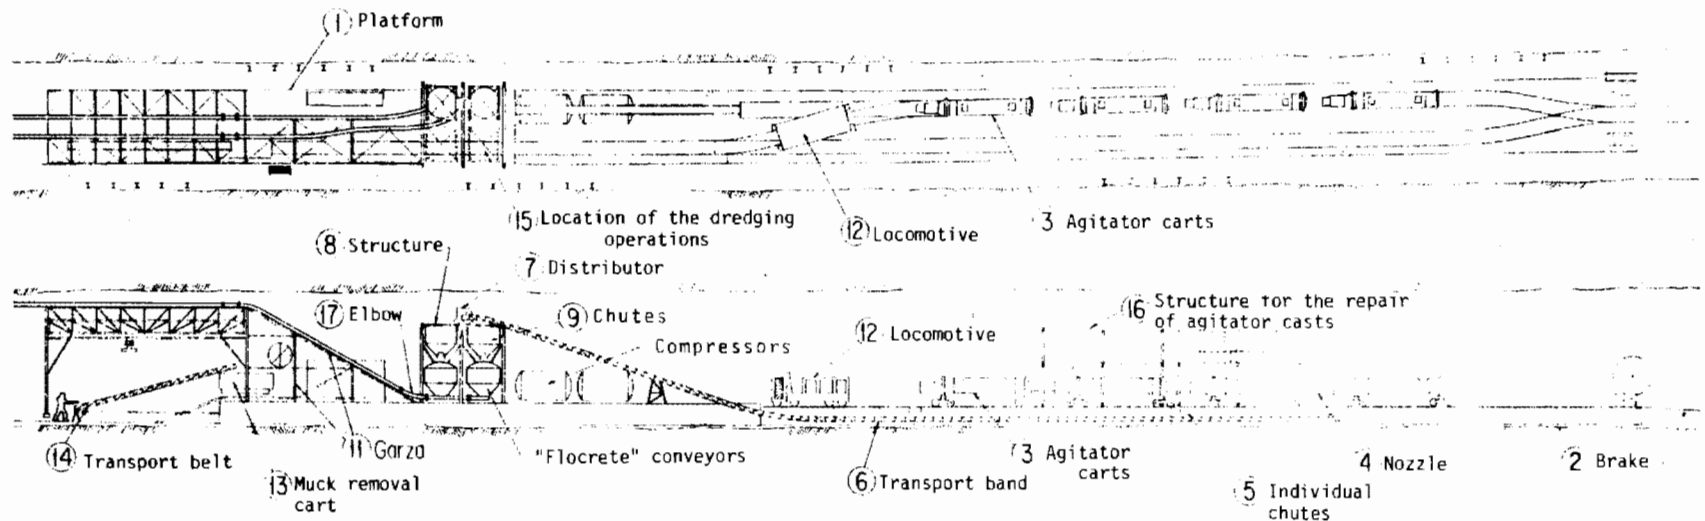 1 Platform
15 Location of the dredging
operations
12 Locomotive
3 Agitator carts
8 Structure
7 Distributor
17 Elbow
9 Chutes
Compressors
12 Locomotive
16 Structure for the repair
of agitator casts
14 Transport belt
11 Garza
13 Muck removal
cart
"Flocrete" conveyors
6 Transport band
3 Agitator
carts
5 Individual
chutes
4 Nozzle
2 Brake